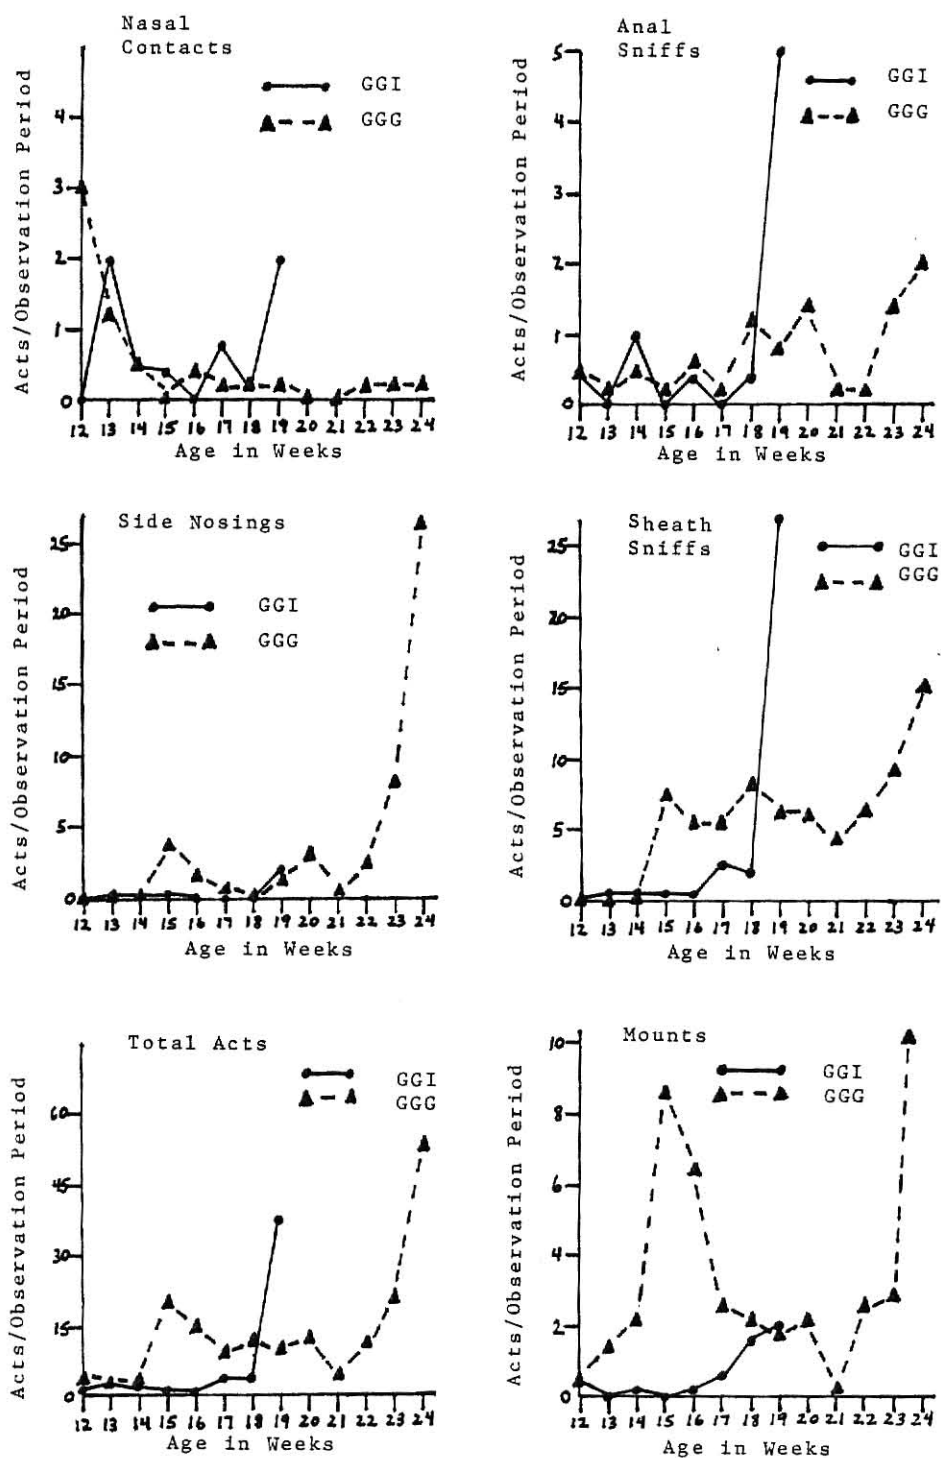 Nasal
Contacts
GGI
GGG
Acts/Observation Period
4
3
2
1
0
12 13 14 15 16 17 18 19 20 21 22 23 24
Age in Weeks
Anal
Sniffs
GGI
GGG
Acts/Observation Period
5
4
3
2
1
0
12 13 14 15 16 17 18 19 20 21 22 23 24
Age in Weeks
Side Nosings
GGI
GGG
Acts/Observation Period
25
20
15
10
5
0
12 13 14 15 16 17 18 19 20 21 22 23 24
Age in Weeks
Sheath
Sniffs
GGI
GGG
Acts/Observation Period
25
20
15
10
5
0
12 13 14 15 16 17 18 19 20 21 22 23 24
Age in Weeks
Total Acts
GGI
GGG
Acts/Observation Period
60
45
30
15
0
12 13 14 15 16 17 18 19 20 21 22 23 24
Age in Weeks
Mounts
GGI
GGG
Acts/Observation Period
10
8
6
4
2
0
12 13 14 15 16 17 18 19 20 21 22 23 24
Age in Weeks